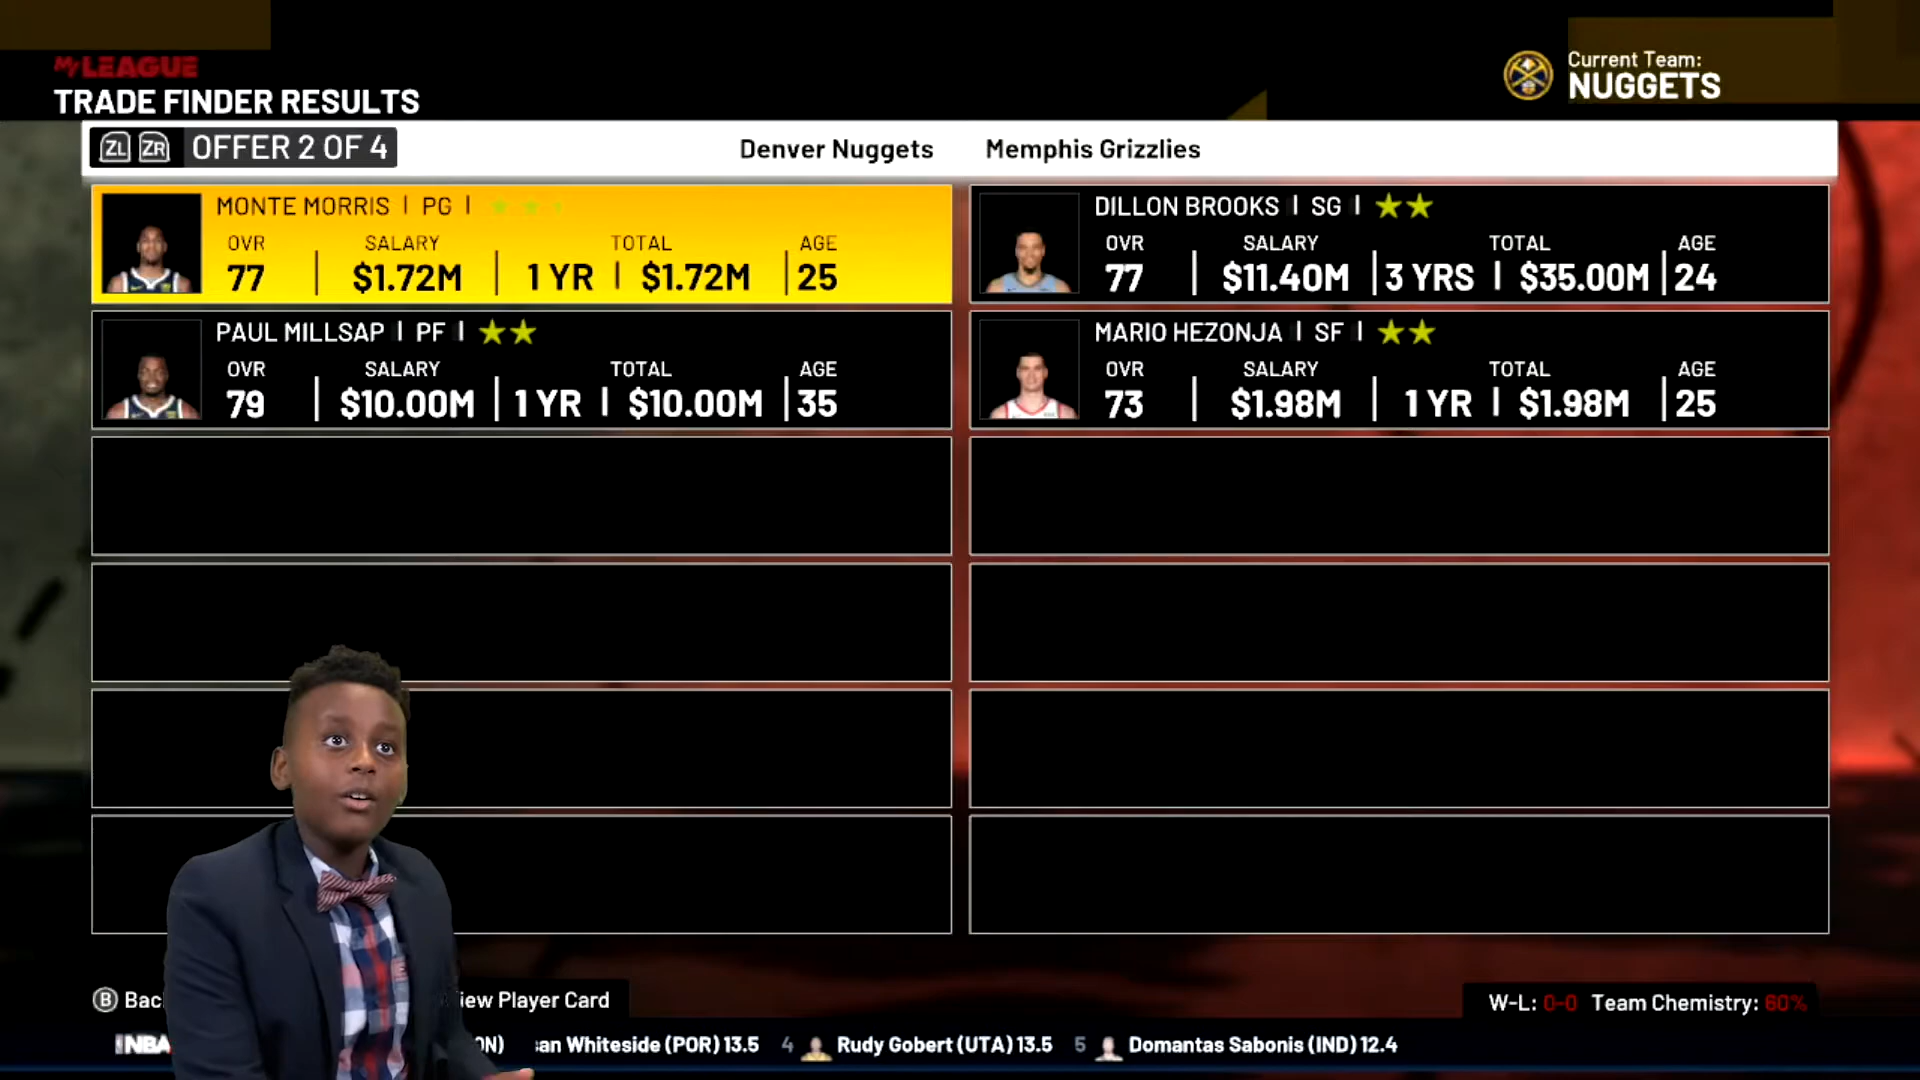 MyLEAGUE
TRADE FINDER RESULTS
Current Team:
NUGGETS
ZL ZR OFFER 2 OF 4
Denver Nuggets
Memphis Grizzlies
MONTE MORRIS | PG |
OVR SALARY TOTAL AGE
77 | $1.72M | 1 YR | $1.72M | 25
PAUL MILLSAP | PF | ★★
OVR SALARY TOTAL AGE
79 | $10.00M | 1 YR | $10.00M | 35
DILLON BROOKS | SG | ★★
OVR SALARY TOTAL AGE
77 | $11.40M | 3 YRS | $35.00M | 24
MARIO HEZONJA | SF | ★★
OVR SALARY TOTAL AGE
73 | $1.98M | 1 YR | $1.98M | 25
B Bac
iew Player Card
W-L: 0-0 Team Chemistry: 60%
NBA ON) san Whiteside (POR) 13.5 4 Rudy Gobert (UTA) 13.5 5 Domantas Sabonis (IND) 12.4